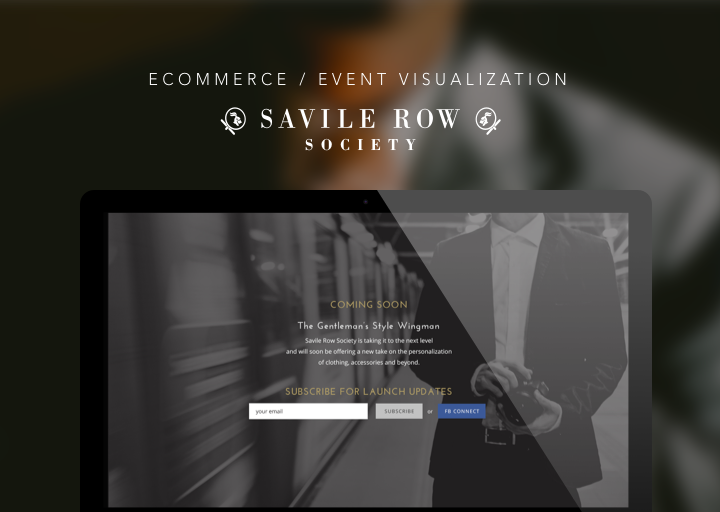 ECOMMERCE / EVENT VISUALIZATION
SAVILE ROW
SOCIETY
COMING SOON
The Gentleman's Style Wingman
Savile Row Society is taking it to the next level
and will soon be offering a new take on the personalization
of clothing, accessories and beyond.
SUBSCRIBE FOR LAUNCH UPDATES
your email SUBSCRIBE or FB CONNECT